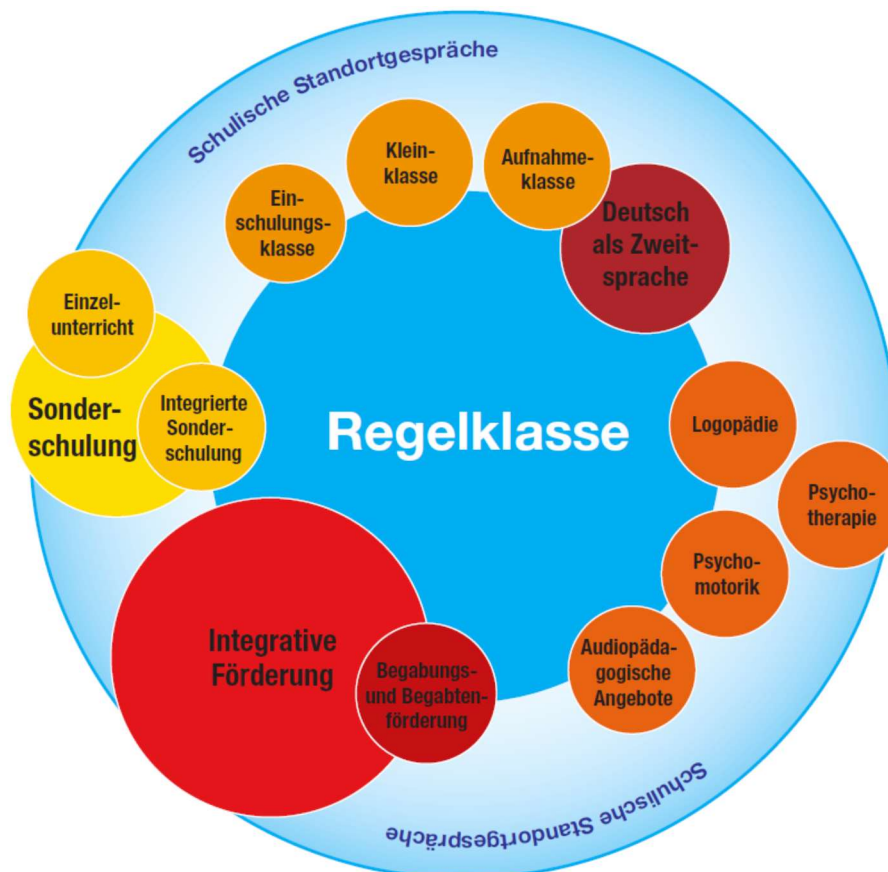 Schulische Standortgespräche
Klein-
klasse
Aufnahme-
klasse
Ein-
schulungs-
klasse
Deutsch
als Zweit-
sprache
Einzel-
unterricht
Sonder-
schulung
Integrierte
Sonder-
schulung
Regelklasse
Logopädie
Psycho-
therapie
Psycho-
motorik
Integrative
Förderung
Begabungs-
und Begabten-
förderung
Audiopäda-
gogische
Angebote
Schulische Standortgespräche